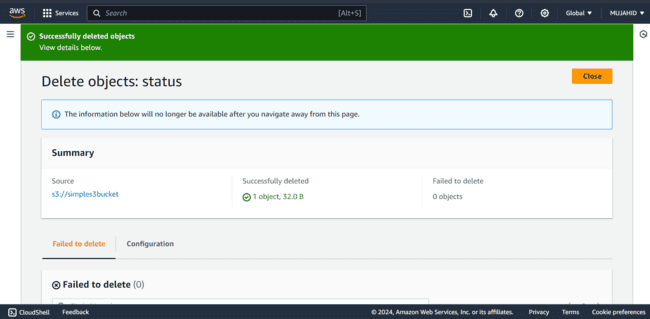 aws Services Search [Alt+S] Global MUJAHID
Successfully deleted objects
View details below.
Delete objects: status
Close
The information below will no longer be available after you navigate away from this page.
Summary
Source
s3://simples3bucket
Successfully deleted
1 object, 32.0 B
Failed to delete
0 objects
Failed to delete
Configuration
Failed to delete (0)
CloudShell Feedback © 2024, Amazon Web Services, Inc. or its affiliates. Privacy Terms Cookie preferences